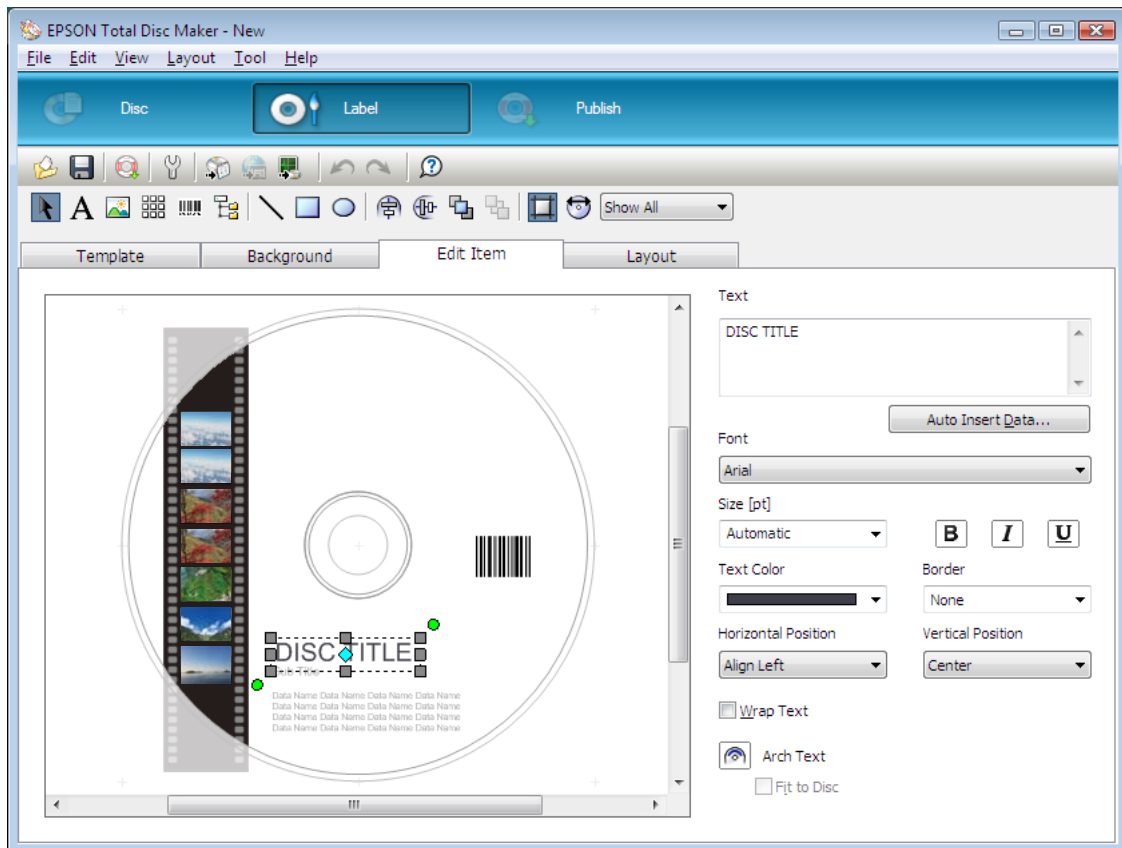 EPSON Total Disc Maker - New
File Edit View Layout Tool Help
Disc Label Publish
A Show All
Template Background Edit Item Layout
Text
DISC TITLE
Auto Insert Data...
Font
Arial
Size [pt]
Automatic B I U
Text Color Border
None
Horizontal Position Vertical Position
Align Left Center
Wrap Text
Arch Text
Fit to Disc
DISC TITLE
Sub Title
Data Name Data Name Data Name Data Name
Data Name Data Name Data Name Data Name
Data Name Data Name Data Name Data Name
Data Name Data Name Data Name Data Name